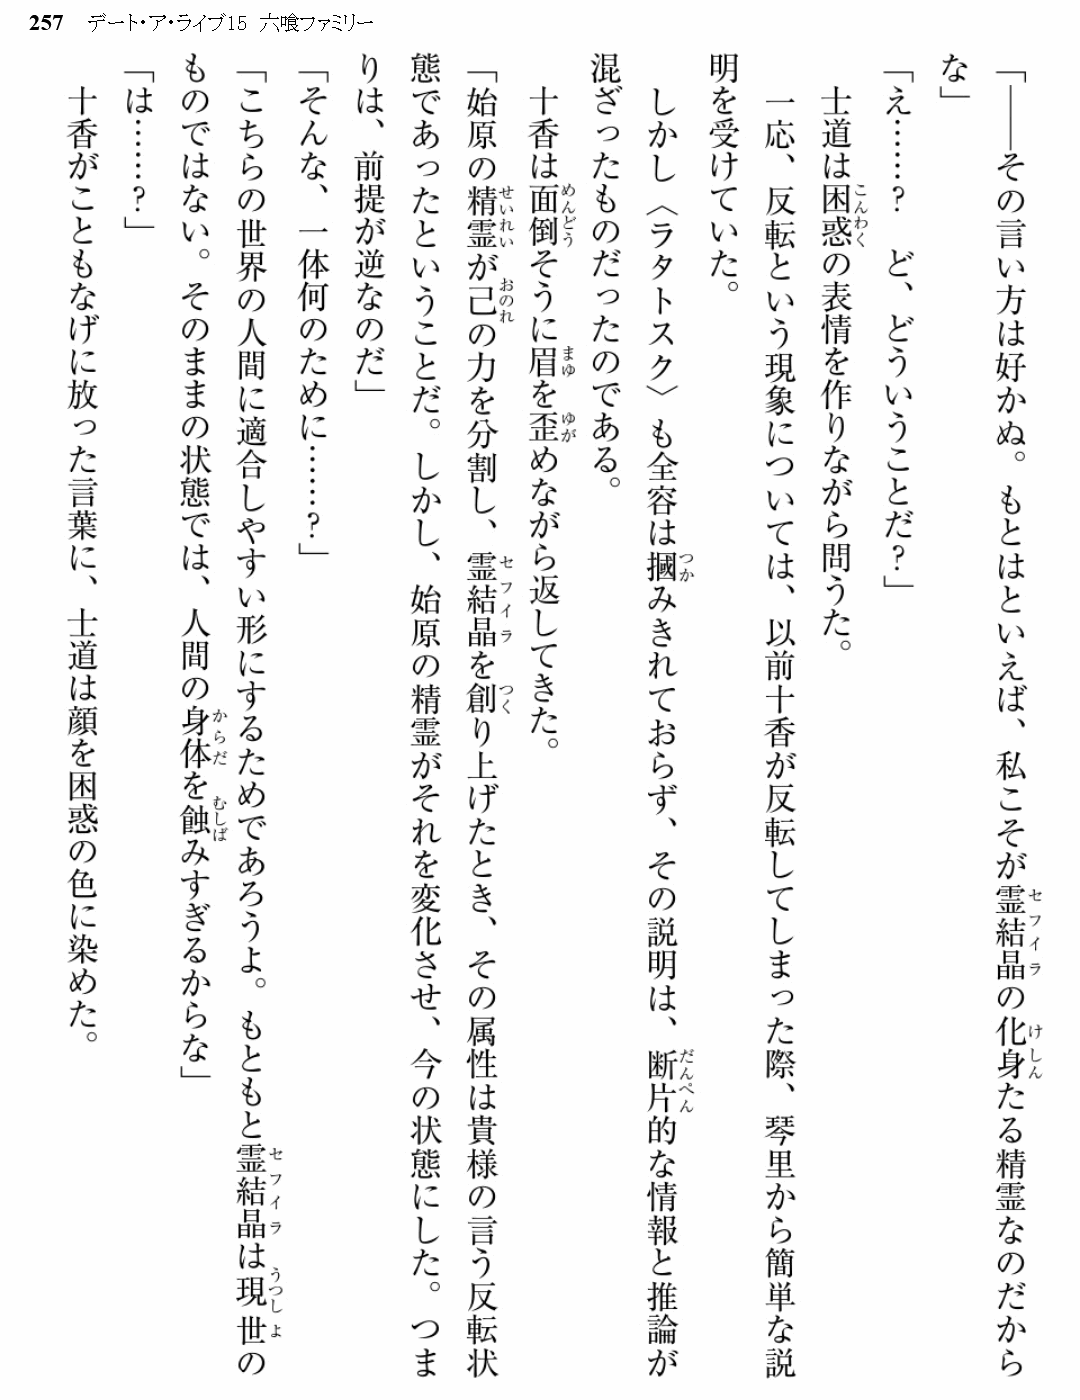 257 デート・ア・ライブ15 六喰ファミリー
「――その言い方は好かぬ。もとはといえば、私こそが霊結晶の化身たる精霊なのだから
な」
「え……? ど、どういうことだ?」
士道は困惑の表情を作りながら問うた。
一応、反転という現象については、以前十香が反転してしまった際、琴里から簡単な説
明を受けていた。
しかし〈ラタトスク〉も全容は摑みきれておらず、その説明は、断片的な情報と推論が
混ざったものだったのである。
十香は面倒そうに眉を歪めながら返してきた。
「始原の精霊が己の力を分割し、霊結晶を創り上げたとき、その属性は貴様の言う反転状
態であったということだ。しかし、始原の精霊がそれを変化させ、今の状態にした。つま
りは、前提が逆なのだ」
「そんな、一体何のために……?」
「こちらの世界の人間に適合しやすい形にするためであろうよ。もともと霊結晶は現世の
ものではない。そのままの状態では、人間の身体を蝕みすぎるからな」
「は……?」
十香がこともなげに放った言葉に、士道は顔を困惑の色に染めた。